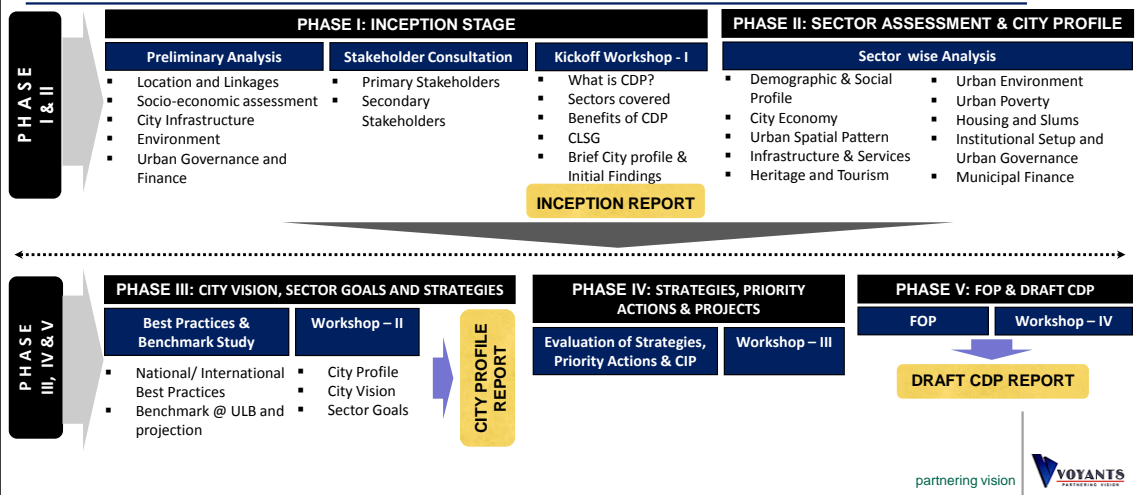 PHASE I & II
PHASE I: INCEPTION STAGE
Preliminary Analysis
▪ Location and Linkages
▪ Socio-economic assessment
▪ City Infrastructure
▪ Environment
▪ Urban Governance and
Finance
Stakeholder Consultation
▪ Primary Stakeholders
▪ Secondary
Stakeholders
Kickoff Workshop - I
▪ What is CDP?
▪ Sectors covered
▪ Benefits of CDP
▪ CLSG
▪ Brief City profile &
Initial Findings
INCEPTION REPORT
PHASE II: SECTOR ASSESSMENT & CITY PROFILE
Sector wise Analysis
▪ Demographic & Social
Profile
▪ City Economy
▪ Urban Spatial Pattern
▪ Infrastructure & Services
▪ Heritage and Tourism
▪ Urban Environment
▪ Urban Poverty
▪ Housing and Slums
▪ Institutional Setup and
Urban Governance
▪ Municipal Finance
PHASE
III, IV & V
PHASE III: CITY VISION, SECTOR GOALS AND STRATEGIES
Best Practices &
Benchmark Study
▪ National/ International
Best Practices
▪ Benchmark @ ULB and
projection
Workshop – II
▪ City Profile
▪ City Vision
▪ Sector Goals
CITY PROFILE
REPORT
PHASE IV: STRATEGIES, PRIORITY
ACTIONS & PROJECTS
Evaluation of Strategies,
Priority Actions & CIP
Workshop – III
PHASE V: FOP & DRAFT CDP
FOP
Workshop – IV
DRAFT CDP REPORT
partnering vision
VOYANTS
PARTNERING VISION